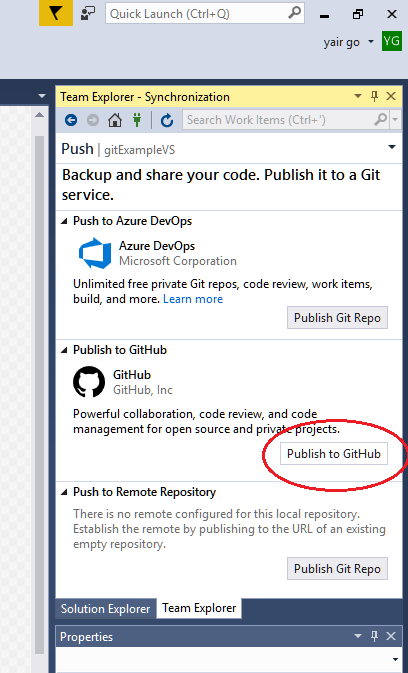 Quick Launch (Ctrl+Q)
yair go
YG
Team Explorer - Synchronization
Search Work Items (Ctrl+')
Push | gitExampleVS
Backup and share your code. Publish it to a Git
service.
Push to Azure DevOps
Azure DevOps
Microsoft Corporation
Unlimited free private Git repos, code review, work items,
build, and more. Learn more
Publish Git Repo
Publish to GitHub
GitHub
GitHub, Inc
Powerful collaboration, code review, and code
management for open source and private projects.
Publish to GitHub
Push to Remote Repository
There is no remote configured for this local repository.
Establish the remote by publishing to the URL of an existing
empty repository.
Publish Git Repo
Solution Explorer
Team Explorer
Properties